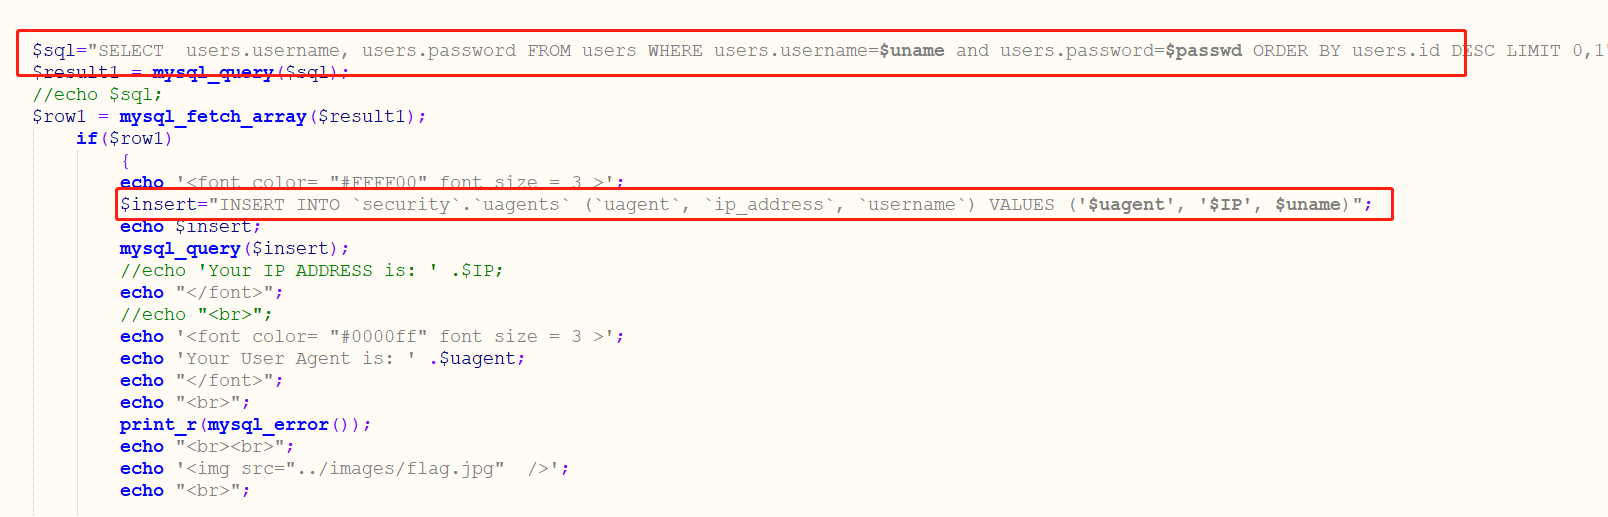 $sql="SELECT  users.username, users.password FROM users WHERE users.username=$uname and users.password=$passwd ORDER BY users.id DESC LIMIT 0,1"
$result1 = mysql_query($sql);
//echo $sql;
$row1 = mysql_fetch_array($result1);
if($row1)
{
echo '<font color= "#FFFF00" font size = 3 >';
$insert="INSERT INTO `security`.`uagents` (`uagent`, `ip_address`, `username`) VALUES ('$uagent', '$IP', $uname)";
echo $insert;
mysql_query($insert);
//echo 'Your IP ADDRESS is: ' .$IP;
echo "</font>";
//echo "<br>";
echo '<font color= "#0000ff" font size = 3 >';
echo 'Your User Agent is: ' .$uagent;
echo "</font>";
echo "<br>";
print_r(mysql_error());
echo "<br><br>";
echo '<img src="../images/flag.jpg"  />';
echo "<br>";